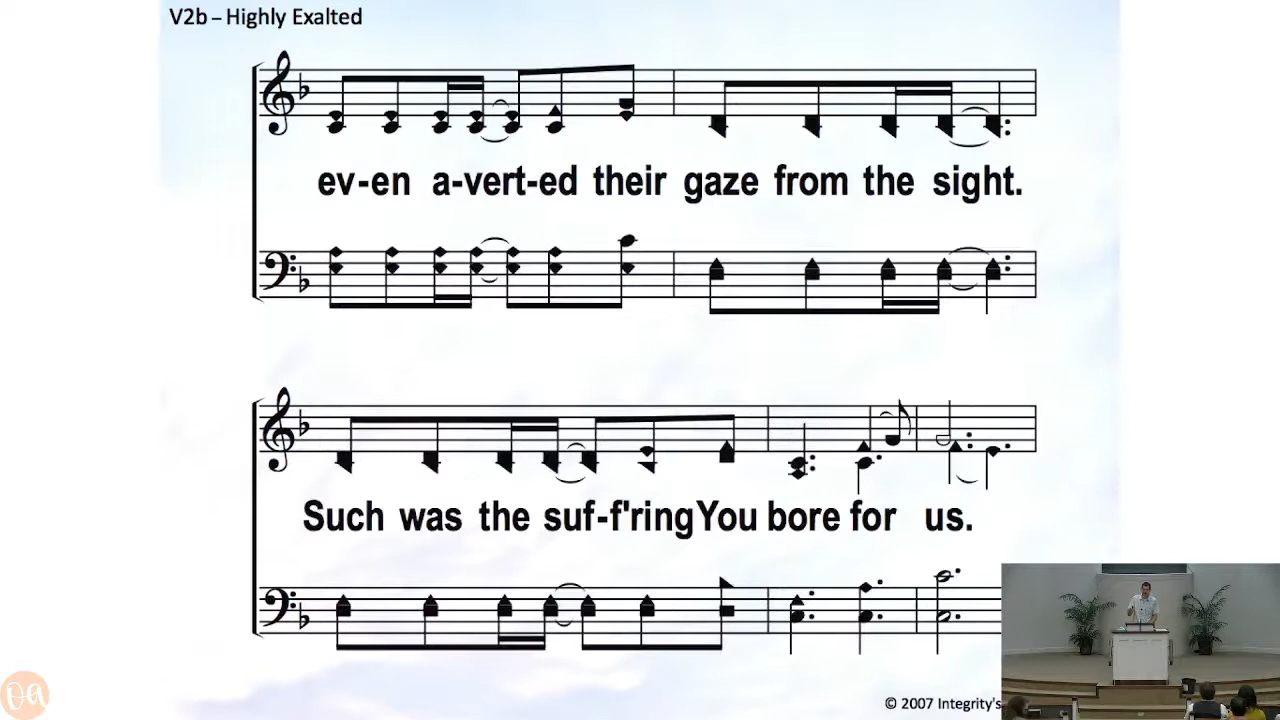 V2b – Highly Exalted
ev-en a-vert-ed their gaze from the sight.
Such was the suf-f'ring You bore for us.
© 2007 Integrity's